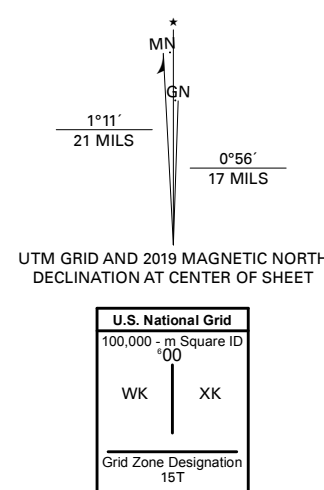 ★
MN
GN
1°11´
21 MILS
0°56´
17 MILS
UTM GRID AND 2019 MAGNETIC NORTH
DECLINATION AT CENTER OF SHEET
U.S. National Grid
100,000 - m Square ID
⁶00
WK XK
Grid Zone Designation
15T